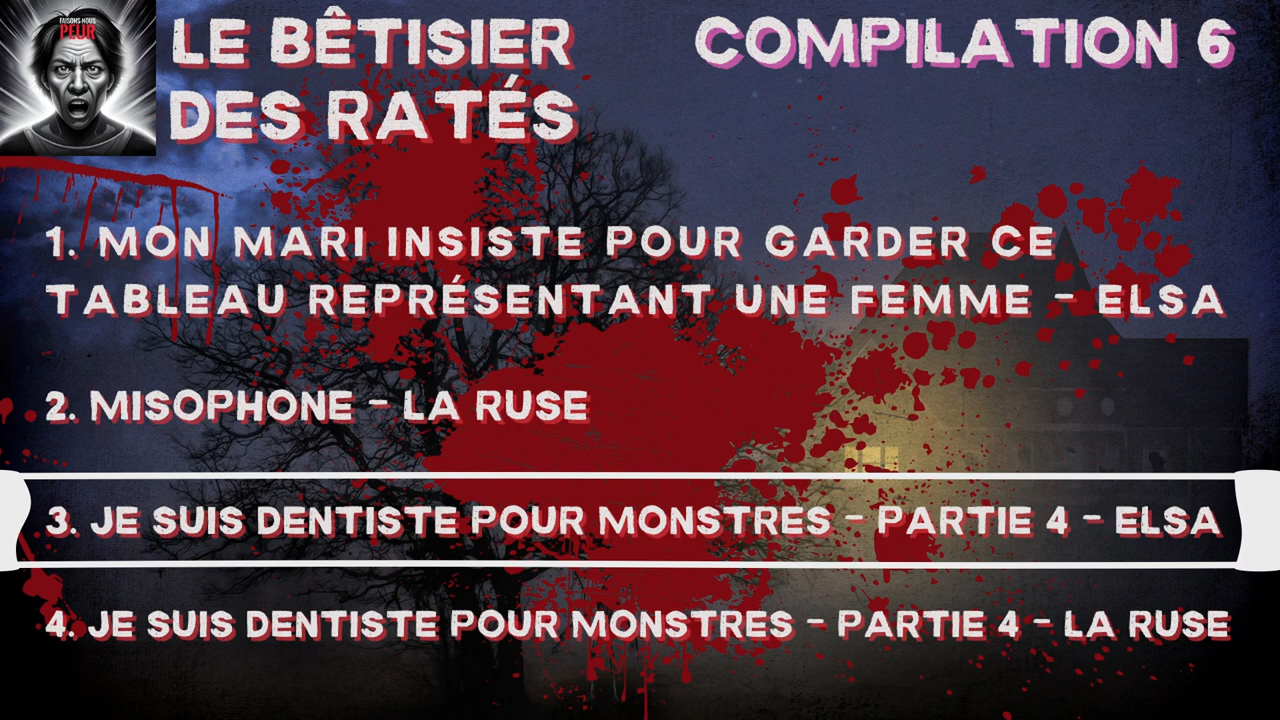 FAISONS NOUS
PEUR
LE BÊTISIER
DES RATÉS
COMPILATION 6
1. MON MARI INSISTE POUR GARDER CE
TABLEAU REPRÉSENTANT UNE FEMME - ELSA
2. MISOPHONE - LA RUSE
3. JE SUIS DENTISTE POUR MONSTRES - PARTIE 4 - ELSA
4. JE SUIS DENTISTE POUR MONSTRES - PARTIE 4 - LA RUSE